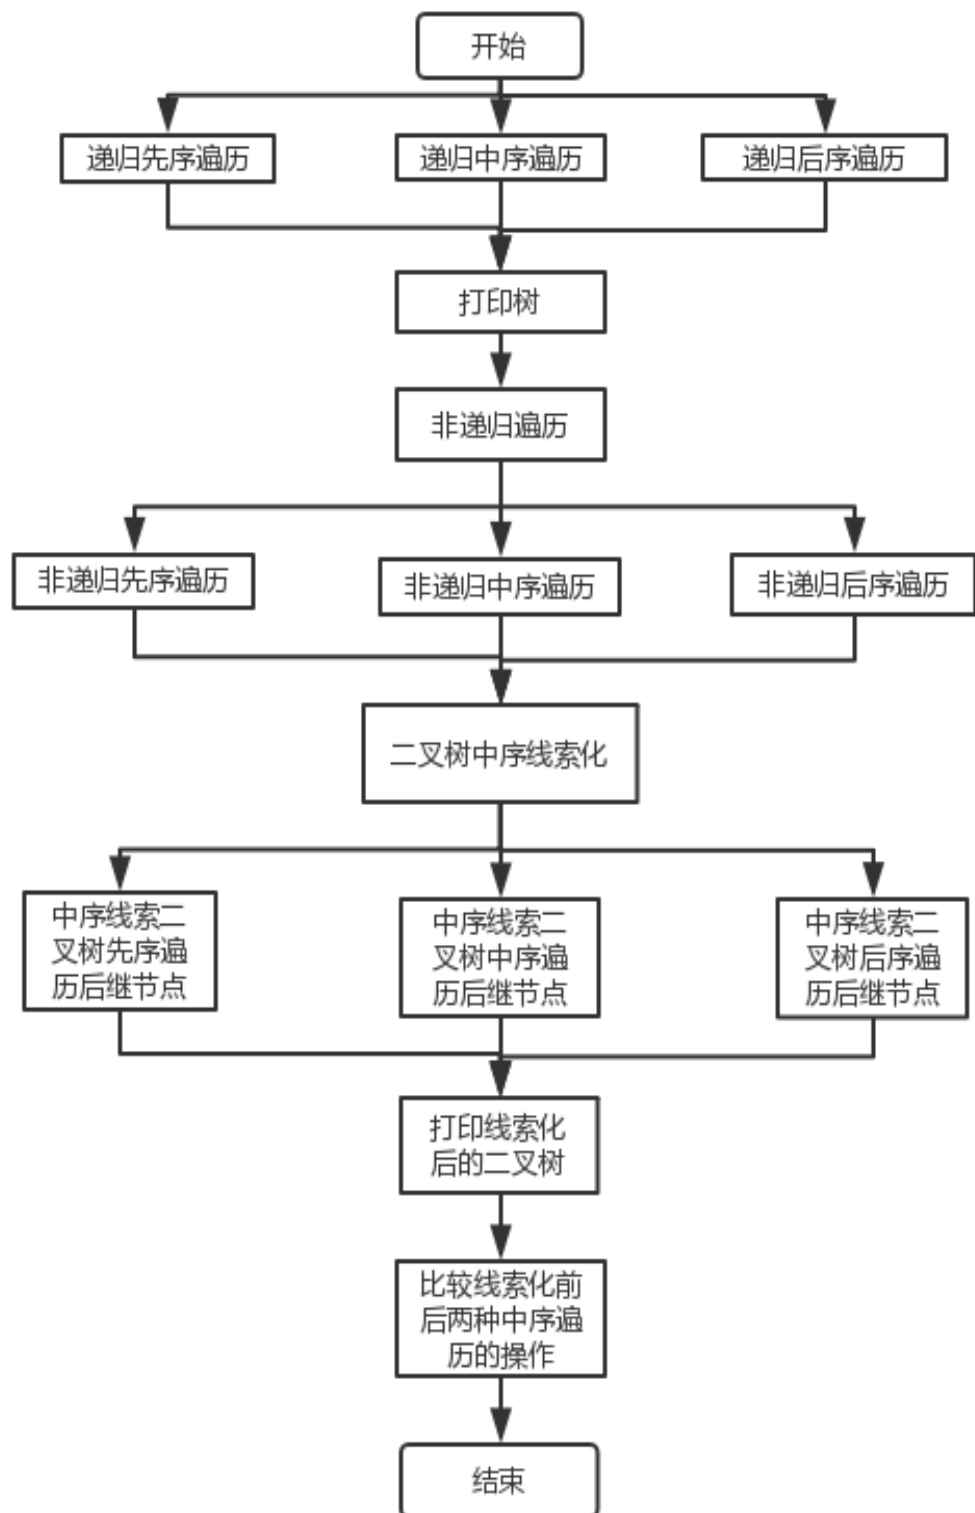 开始
递归先序遍历
递归中序遍历
递归后序遍历
打印树
非递归遍历
非递归先序遍历
非递归中序遍历
非递归后序遍历
二叉树中序线索化
中序线索二
叉树先序遍
历后继节点
中序线索二
叉树中序遍
历后继节点
中序线索二
叉树后序遍
历后继节点
打印线索化
后的二叉树
比较线索化前
后两种中序遍
历的操作
结束